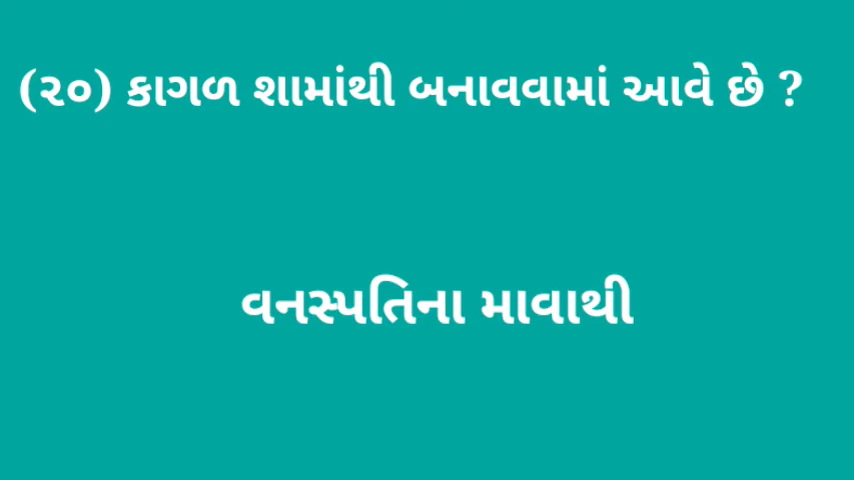 (૨૦) કાગળ શામાંથી બનાવવામાં આવે છે ?
વનસ્પતિના માવાથી